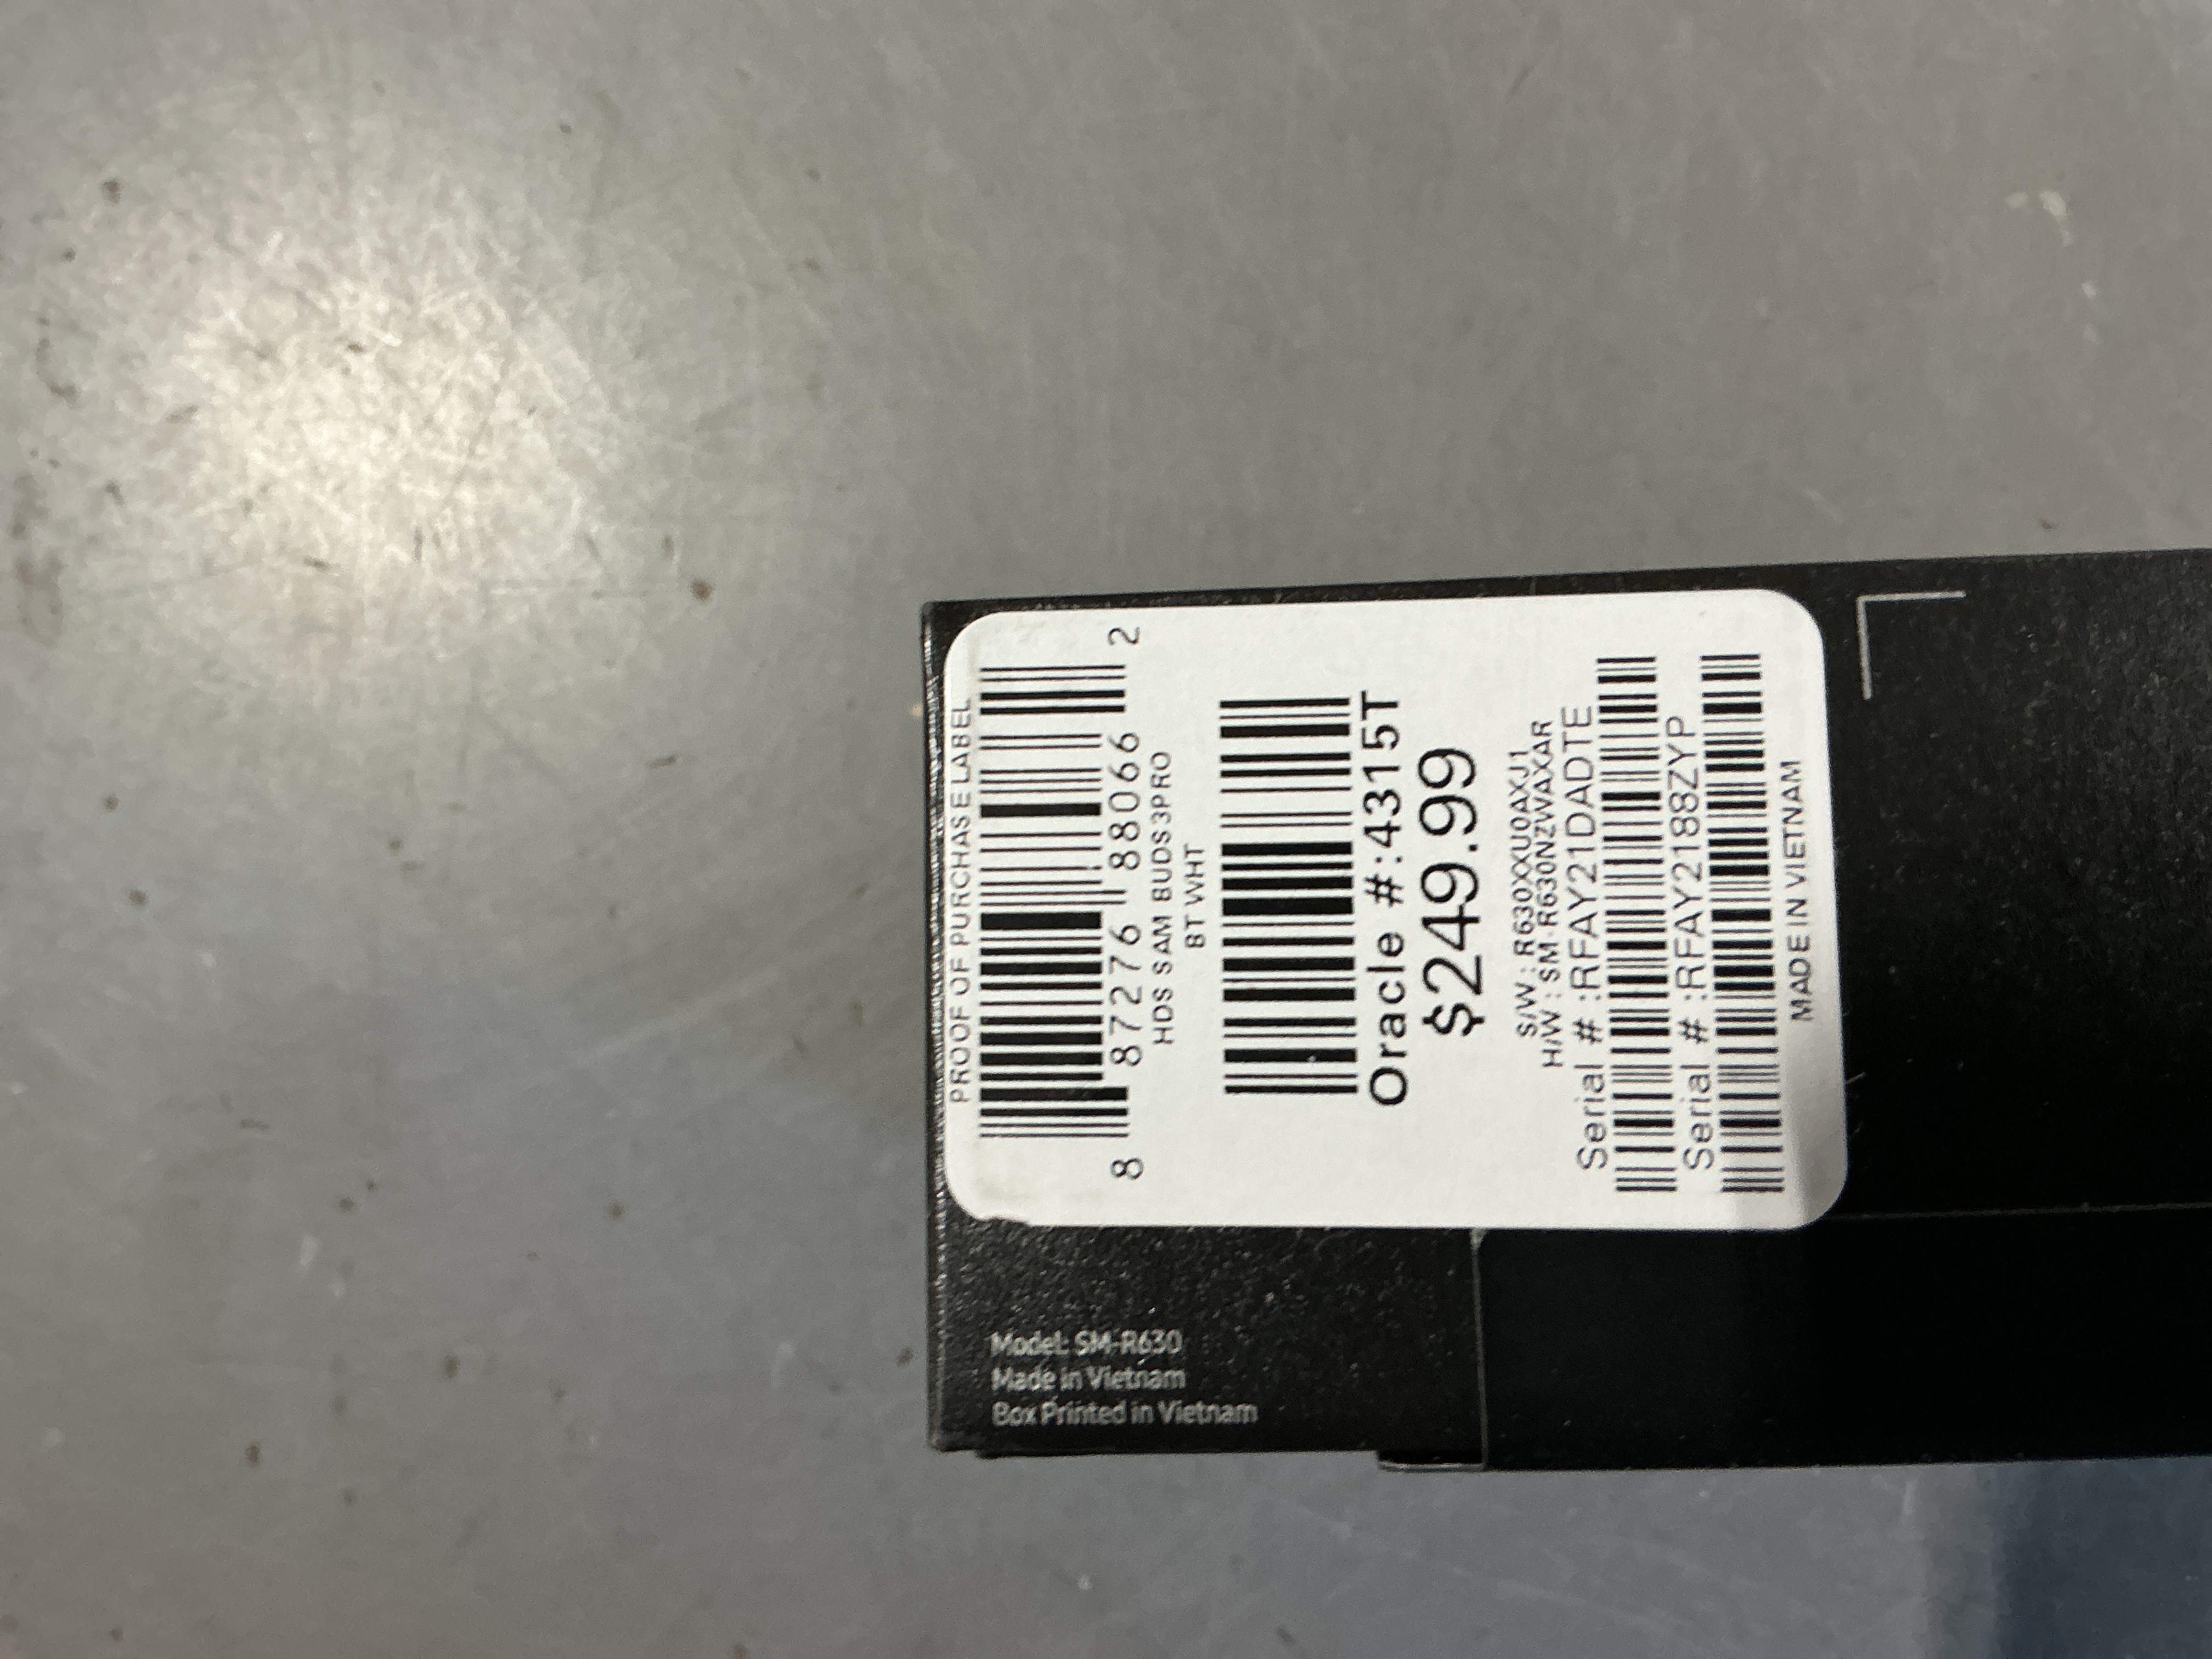 PROOF OF PURCHASE LABEL
8 87276 88066 2
HDS SAM BUDS3PRO
BT WHT
Oracle #:4315T
$249.99
S/W : R630XXU0AXJ1
H/W : SM-R630NZVAXAR
Serial # :RFAY21DADTE
Serial # :RFAY2188ZYP
MADE IN VIETNAM
Model: SM-R630
Made in Vietnam
Box Printed in Vietnam